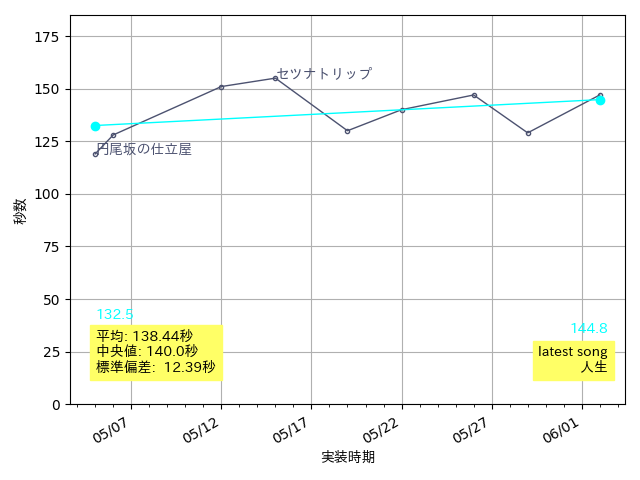 175
150
125
100
75
50
25
0
秒数
セツナトリップ
円尾坂の仕立屋
132.5
平均: 138.44秒
中央値: 140.0秒
標準偏差: 12.39秒
144.8
latest song
人生
05/07
05/12
05/17
05/22
05/27
06/01
実装時期